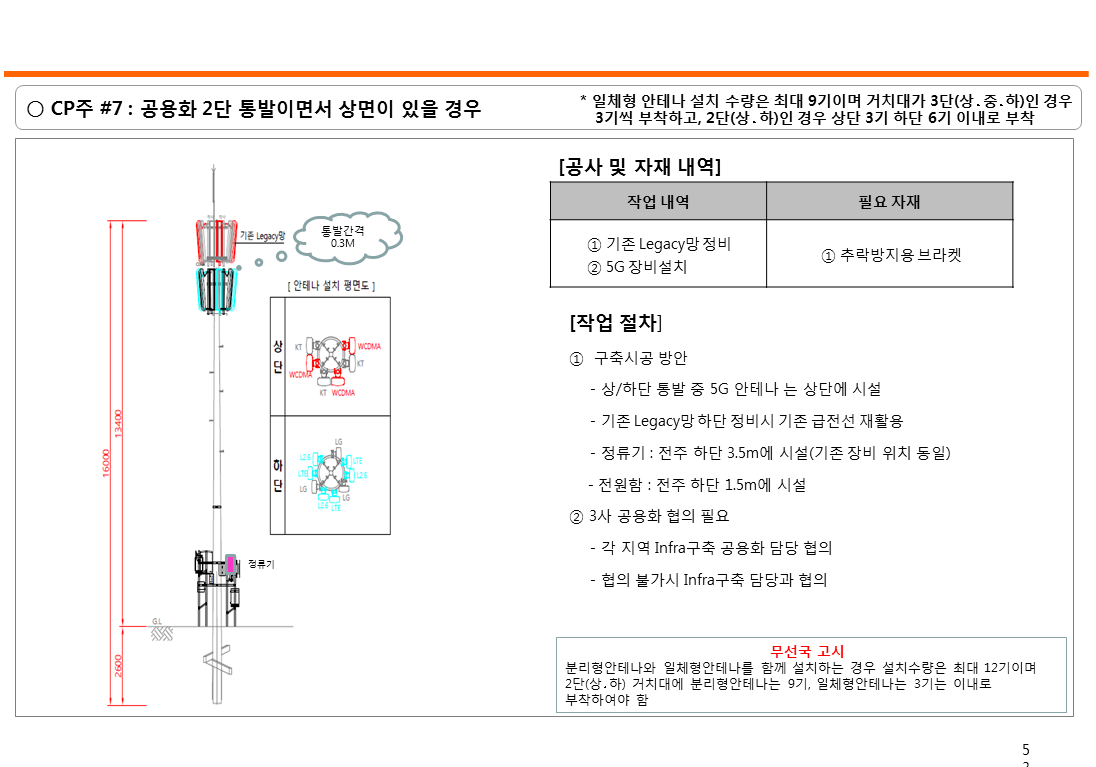 ○ CP주 #7 : 공용화 2단 통발이면서 상면이 있을 경우
* 일체형 안테나 설치 수량은 최대 9기이며 거치대가 3단(상.중.하)인 경우
3기씩 부착하고, 2단(상.하)인 경우 상단 3기 하단 6기 이내로 부착
기존 Legacy망
통발간격
0.3M
[ 안테나 설치 평면도 ]
상단
KT
WCDMA
WCDMA
KT
KT
WCDMA
하단
LG
L2.6
LTE
LTE
L2.6
LG
LG
L2.6
LTE
13400
16000
2600
정류기
G.L
[공사 및 자재 내역]
작업 내역
필요 자재
① 기존 Legacy망 정비
② 5G 장비설치
① 추락방지용 브라켓
[작업 절차]
① 구축시공 방안
- 상/하단 통발 중 5G 안테나 는 상단에 시설
- 기존 Legacy망 하단 정비시 기존 급전선 재활용
- 정류기 : 전주 하단 3.5m에 시설(기존 장비 위치 동일)
- 전원함 : 전주 하단 1.5m에 시설
② 3사 공용화 협의 필요
- 각 지역 Infra구축 공용화 담당 협의
- 협의 불가시 Infra구축 담당과 협의
무선국 고시
분리형안테나와 일체형안테나를 함께 설치하는 경우 설치수량은 최대 12기이며
2단(상.하) 거치대에 분리형안테나는 9기, 일체형안테나는 3기는 이내로
부착하여야 함
5